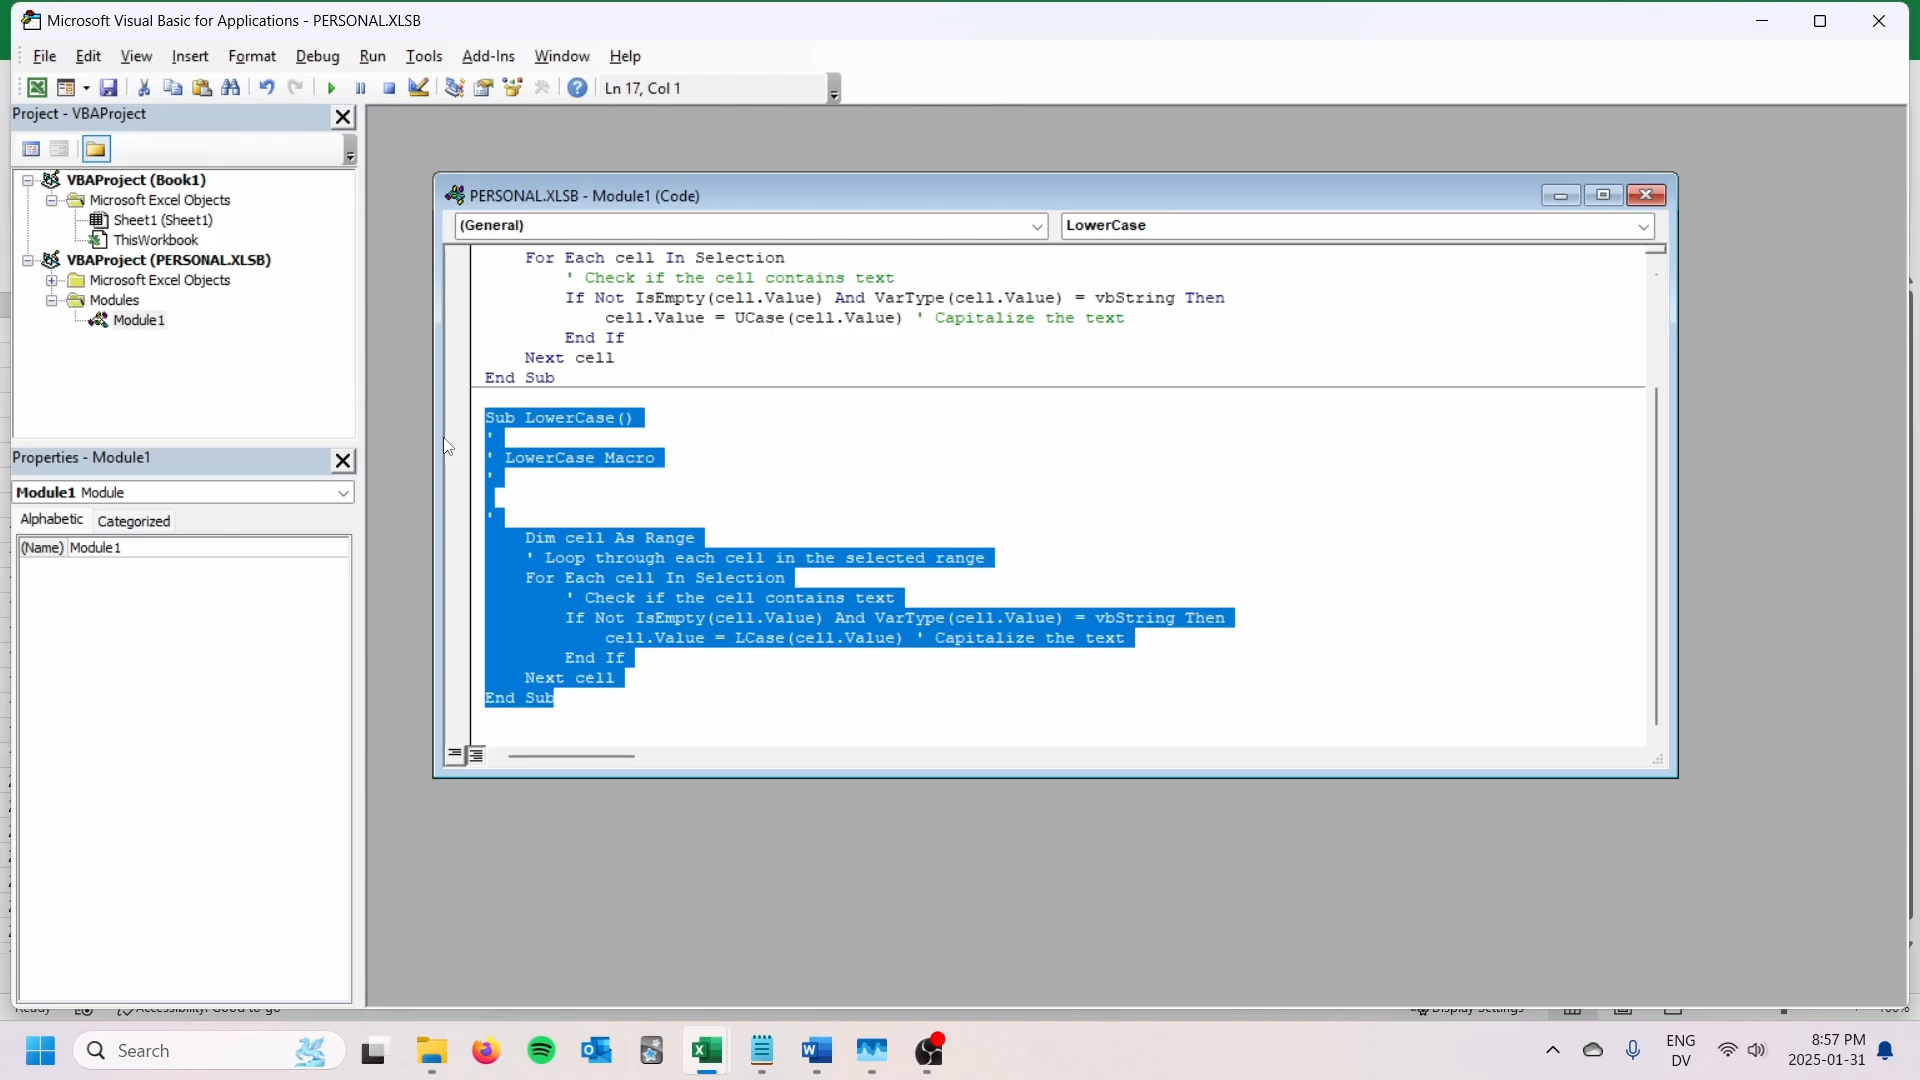 Microsoft Visual Basic for Applications - PERSONAL.XLSB
File Edit View Insert Format Debug Run Tools Add-Ins Window Help
Ln 17, Col 1
Project - VBAProject
VBAProject (Book1)
Microsoft Excel Objects
Sheet1 (Sheet1)
ThisWorkbook
VBAProject (PERSONAL.XLSB)
Microsoft Excel Objects
Modules
Module1
Properties - Module1
Module1 Module
Alphabetic Categorized
(Name) Module1
PERSONAL.XLSB - Module1 (Code)
(General) LowerCase
For Each cell In Selection
' Check if the cell contains text
If Not IsEmpty(cell.Value) And VarType(cell.Value) = vbString Then
cell.Value = UCase(cell.Value) ' Capitalize the text
End If
Next cell
End Sub
Sub LowerCase()
'
' LowerCase Macro
'
'
Dim cell As Range
' Loop through each cell in the selected range
For Each cell In Selection
' Check if the cell contains text
If Not IsEmpty(cell.Value) And VarType(cell.Value) = vbString Then
cell.Value = LCase(cell.Value) ' Capitalize the text
End If
Next cell
End Sub
Ready Accessibility: Good to go Display Settings 100%
Search
ENG
DV
8:57 PM
2025-01-31